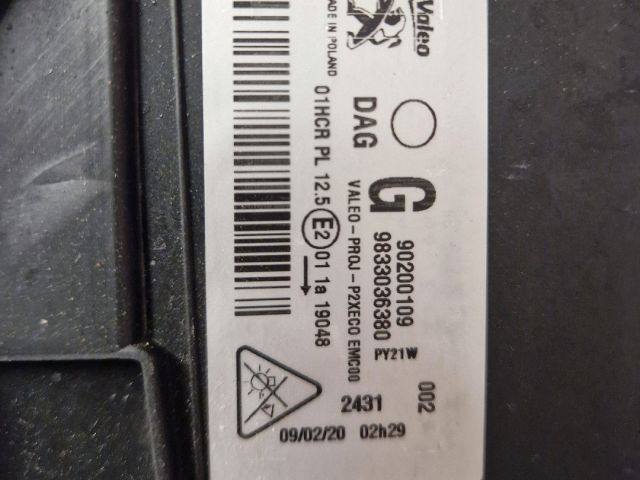 Valeo
MADE IN POLAND
DAG
G
90200109
9833036380
01HCR PL 12.5 E2 01 1a 19048
VALEO-PROJ-P2XECO EMC00
PY21W
002
2431
09/02/20 02h29